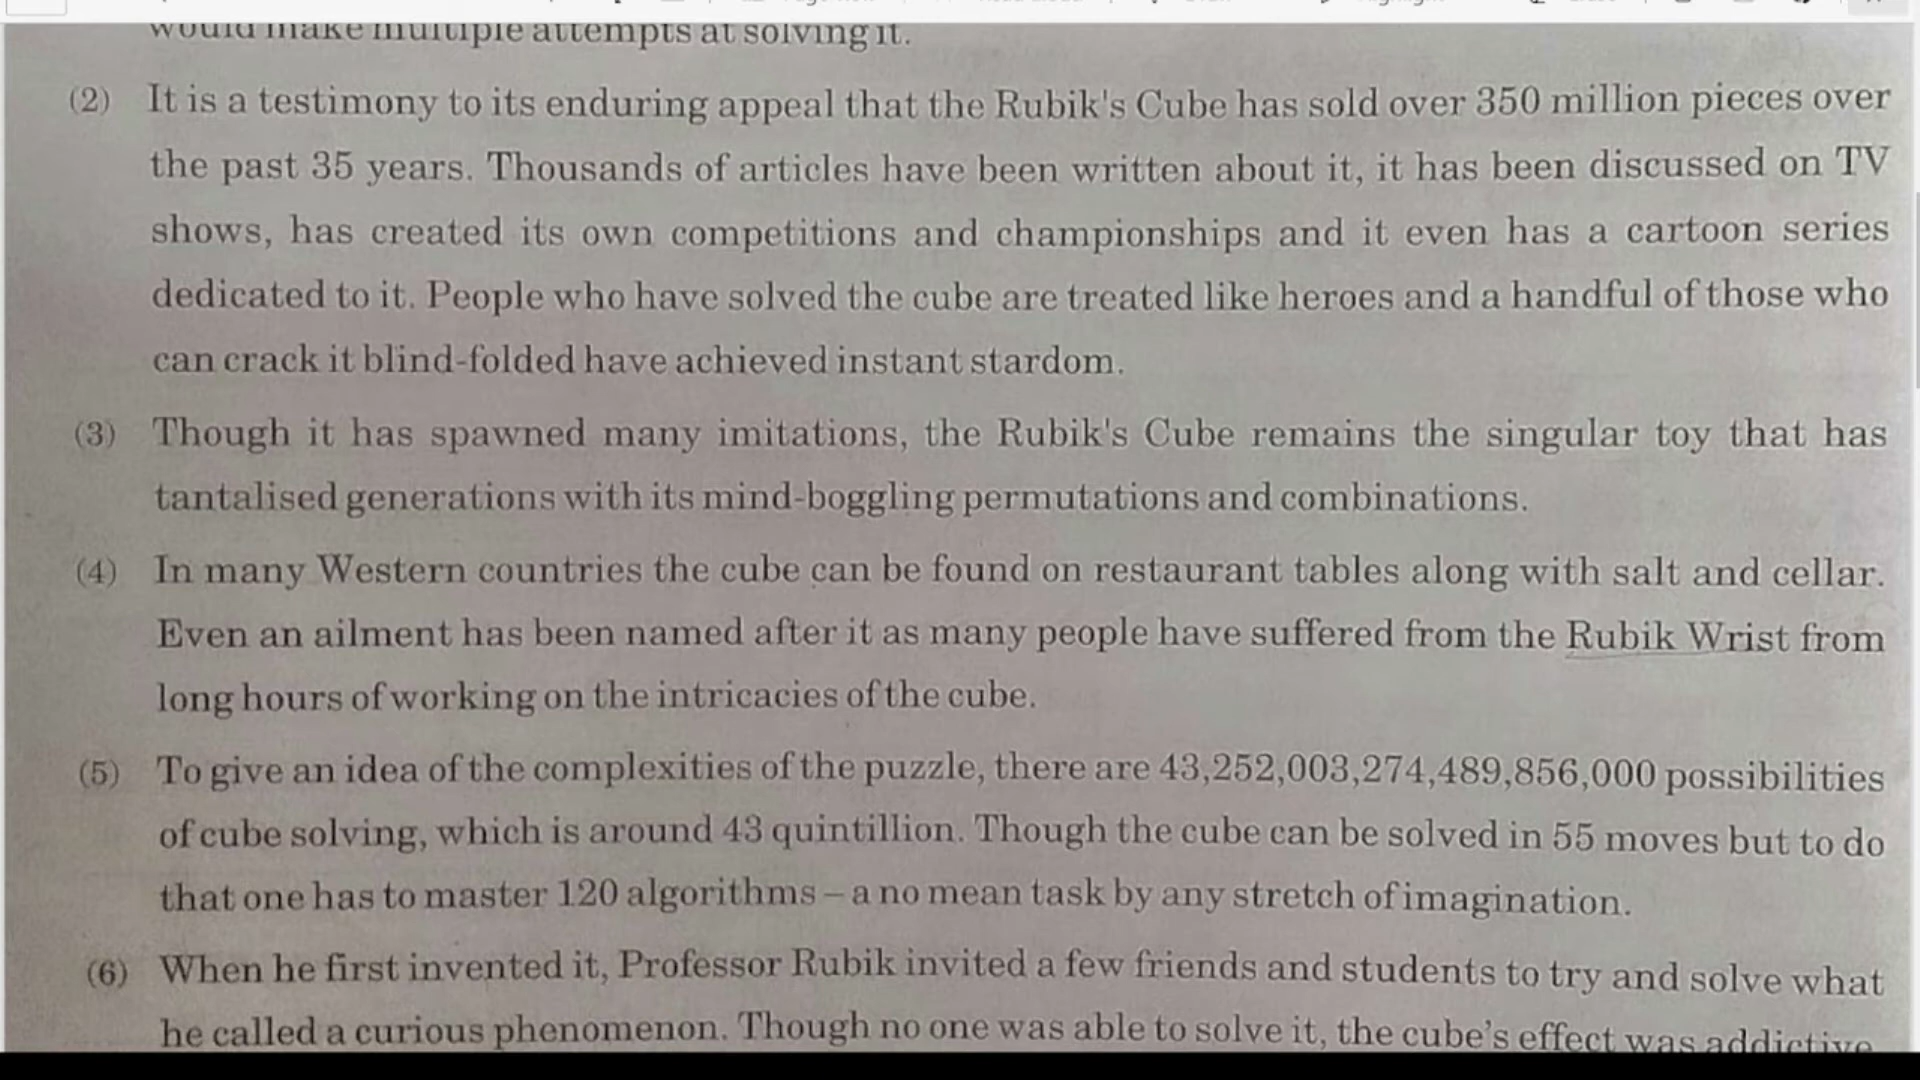 would make multiple attempts at solving it.
(2) It is a testimony to its enduring appeal that the Rubik's Cube has sold over 350 million pieces over
the past 35 years. Thousands of articles have been written about it, it has been discussed on TV
shows, has created its own competitions and championships and it even has a cartoon series
dedicated to it. People who have solved the cube are treated like heroes and a handful of those who
can crack it blind-folded have achieved instant stardom.
(3) Though it has spawned many imitations, the Rubik's Cube remains the singular toy that has
tantalised generations with its mind-boggling permutations and combinations.
(4) In many Western countries the cube can be found on restaurant tables along with salt and cellar.
Even an ailment has been named after it as many people have suffered from the Rubik Wrist from
long hours of working on the intricacies of the cube.
(5) To give an idea of the complexities of the puzzle, there are 43,252,003,274,489,856,000 possibilities
of cube solving, which is around 43 quintillion. Though the cube can be solved in 55 moves but to do
that one has to master 120 algorithms – a no mean task by any stretch of imagination.
(6) When he first invented it, Professor Rubik invited a few friends and students to try and solve what
he called a curious phenomenon. Though no one was able to solve it, the cube's effect was addictive